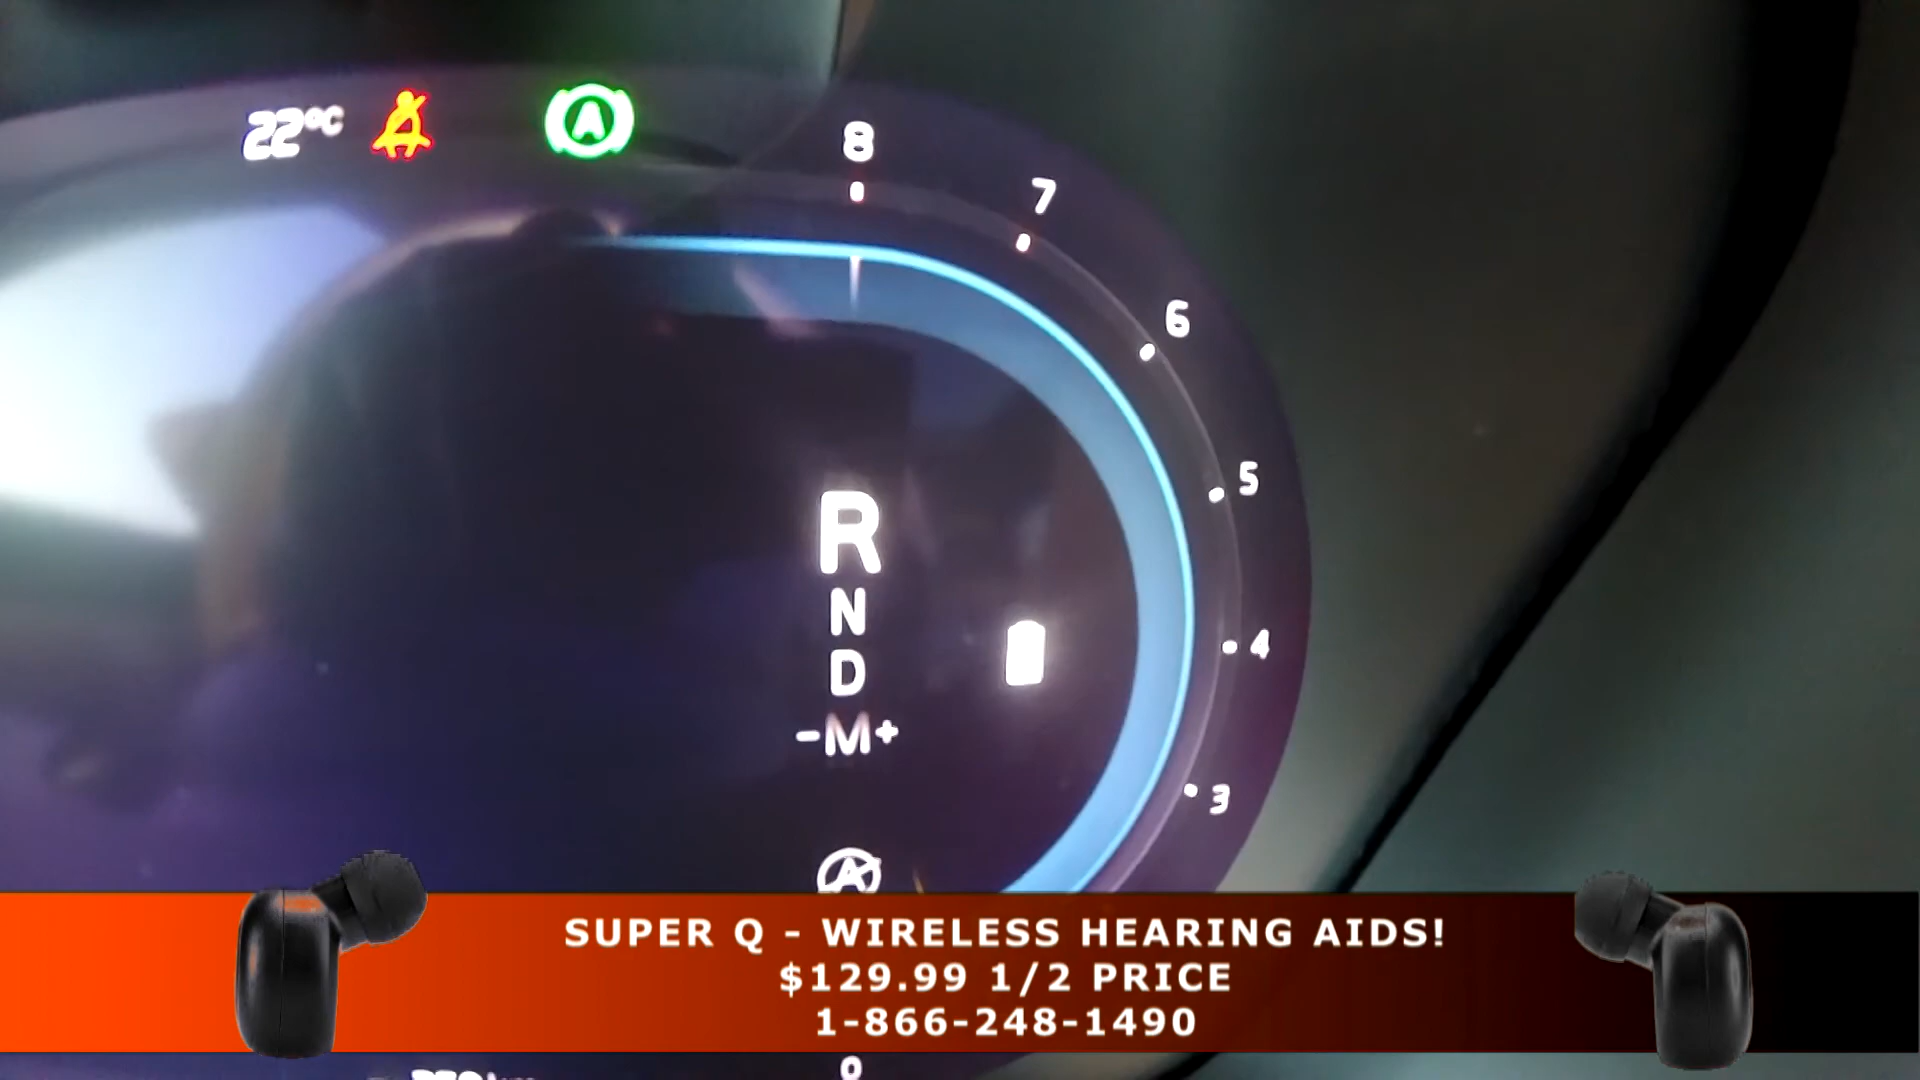 22°C
A
8
7
6
5
4
3
R
N
D
-M+
A
SUPER Q - WIRELESS HEARING AIDS!
$129.99 1/2 PRICE
1-866-248-1490
0